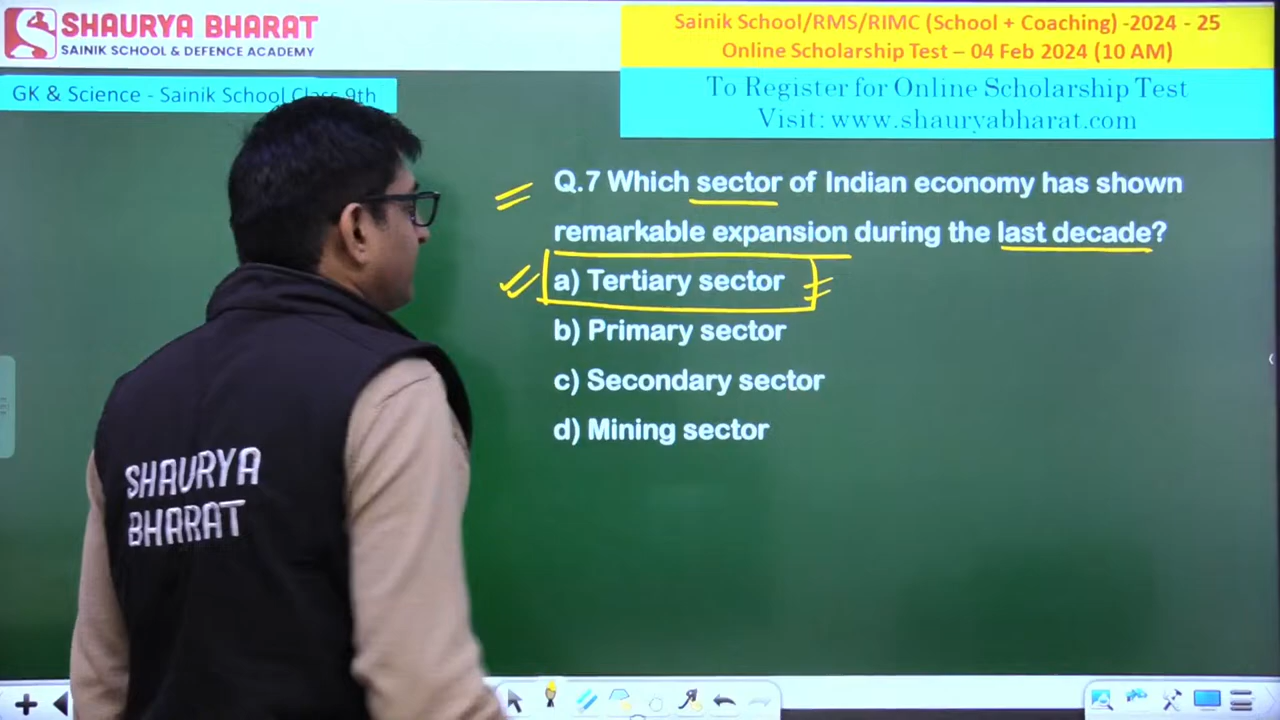 SHAURYA BHARAT
SAINIK SCHOOL & DEFENCE ACADEMY
Sainik School/RMS/RIMC (School + Coaching) -2024 - 25
Online Scholarship Test – 04 Feb 2024 (10 AM)
To Register for Online Scholarship Test
Visit: www.shauryabharat.com
GK & Science - Sainik School Class 9th
Q.7 Which sector of Indian economy has shown
remarkable expansion during the last decade?
a) Tertiary sector
b) Primary sector
c) Secondary sector
d) Mining sector
SHAURYA
BHARAT